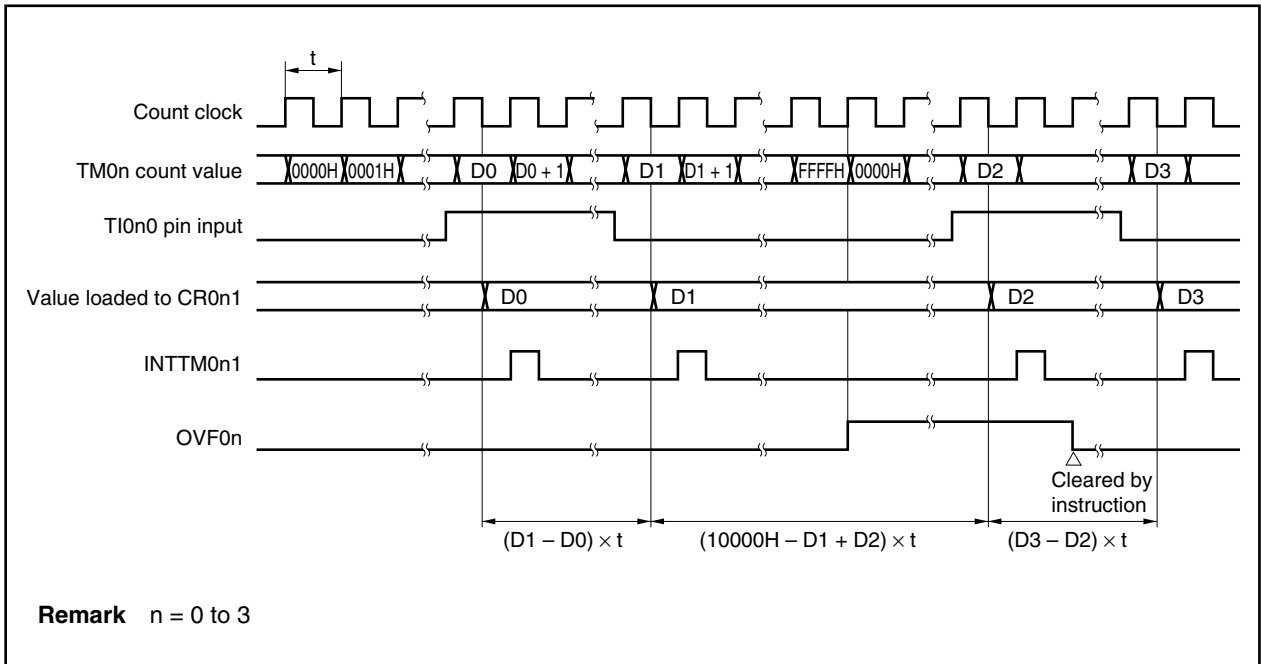 t
Count clock
TM0n count value
0000H 0001H D0 D0 + 1 D1 D1 + 1 FFFFH 0000H D2 D3
TI0n0 pin input
Value loaded to CR0n1
D0 D1 D2 D3
INTTM0n1
OVF0n
Cleared by
instruction
(D1 – D0) × t (10000H – D1 + D2) × t (D3 – D2) × t
Remark n = 0 to 3